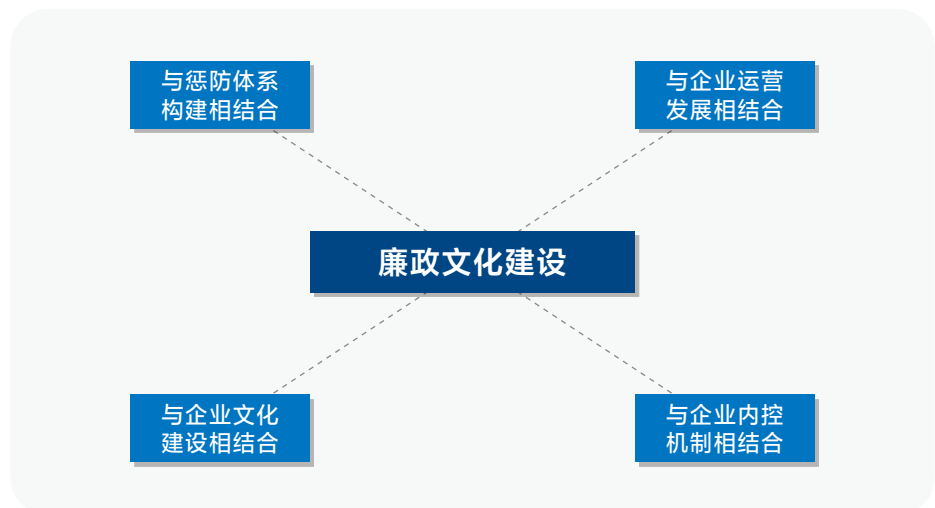 与惩防体系
构建相结合
与企业运营
发展相结合
廉政文化建设
与企业文化
建设相结合
与企业内控
机制相结合